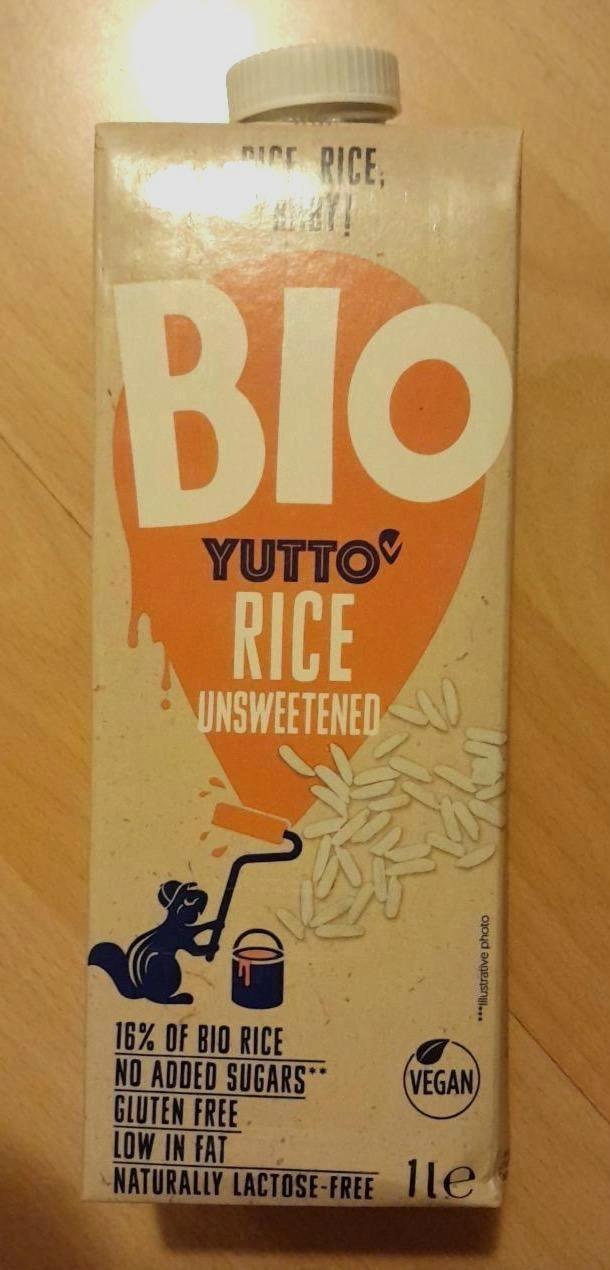 RICE, RICE,
BIO
YUTTO
RICE
UNSWEETENED
***Illustrative photo
16% OF BIO RICE
NO ADDED SUGARS**
GLUTEN FREE
LOW IN FAT
NATURALLY LACTOSE-FREE
VEGAN
1 l e